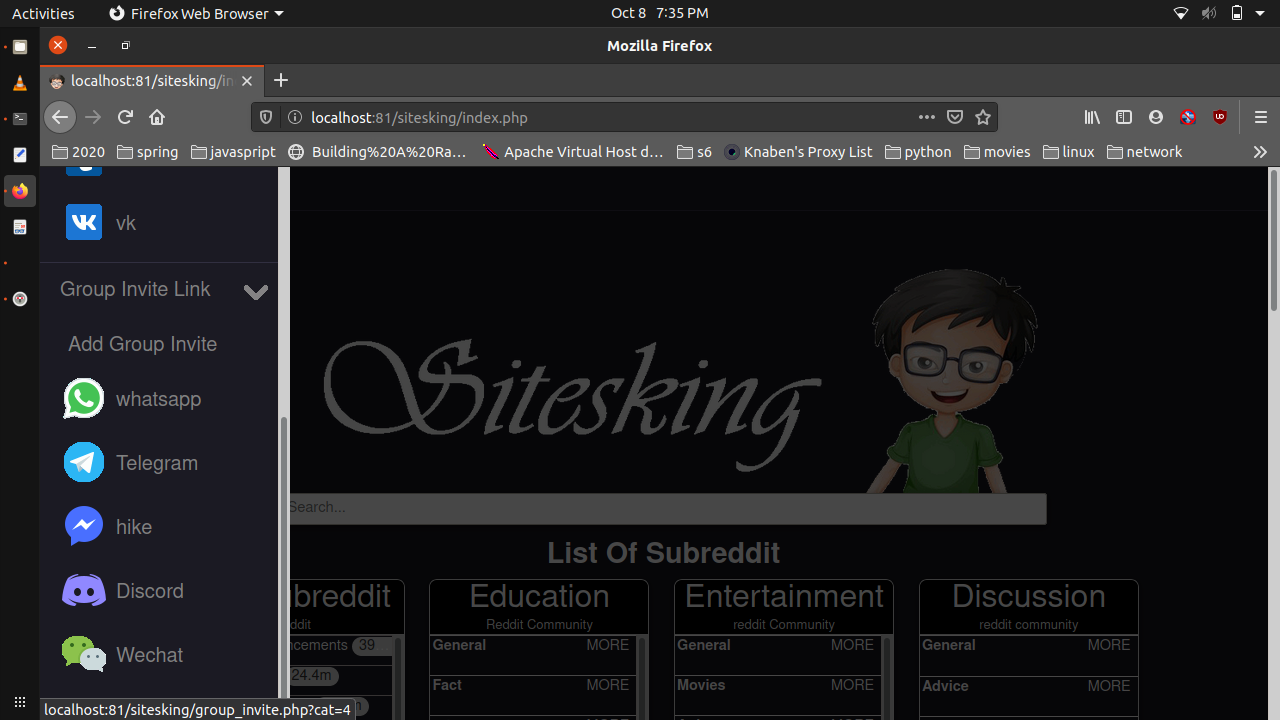 Activities Firefox Web Browser Oct 8 7:35 PM
Mozilla Firefox
localhost:81/sitesking/in
localhost:81/sitesking/index.php
2020 spring javascript Building%20A%20Ra... Apache Virtual Host d... s6 Knaben's Proxy List python movies linux network
vk
Group Invite Link
Add Group Invite
whatsapp
Telegram
hike
Discord
Wechat
Sitesking
Search...
List Of Subreddit
ubreddit
ddit
ncements 39
24.4m
Education
Reddit Community
General MORE
Fact MORE
Entertainment
reddit Community
General MORE
Movies MORE
Discussion
reddit community
General MORE
Advice MORE
localhost:81/sitesking/group_invite.php?cat=4